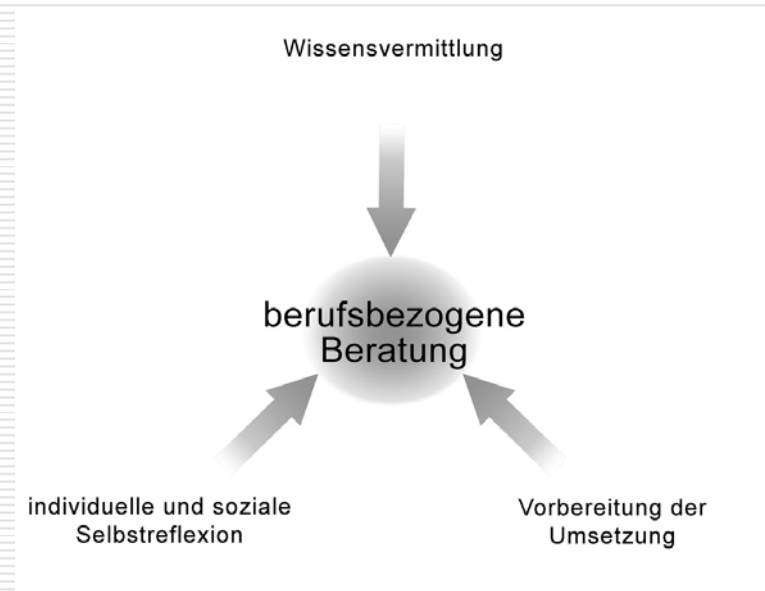 Wissensvermittlung
berufsbezogene
Beratung
individuelle und soziale
Selbstreflexion
Vorbereitung der
Umsetzung